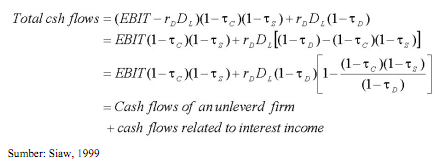 Total csh flows = (EBIT − r_D D_L)(1−τ_C)(1−τ_S) + r_D D_L(1−τ_D)
= EBIT(1−τ_C)(1−τ_S) + r_D D_L[(1−τ_D)−(1−τ_C)(1−τ_S)]
= EBIT(1−τ_C)(1−τ_S) + r_D D_L(1−τ_D)[1 − (1−τ_C)(1−τ_S) / (1−τ_D)]
= Cash flows of an unleverd firm
+ cash flows related to interest income
Sumber: Siaw, 1999